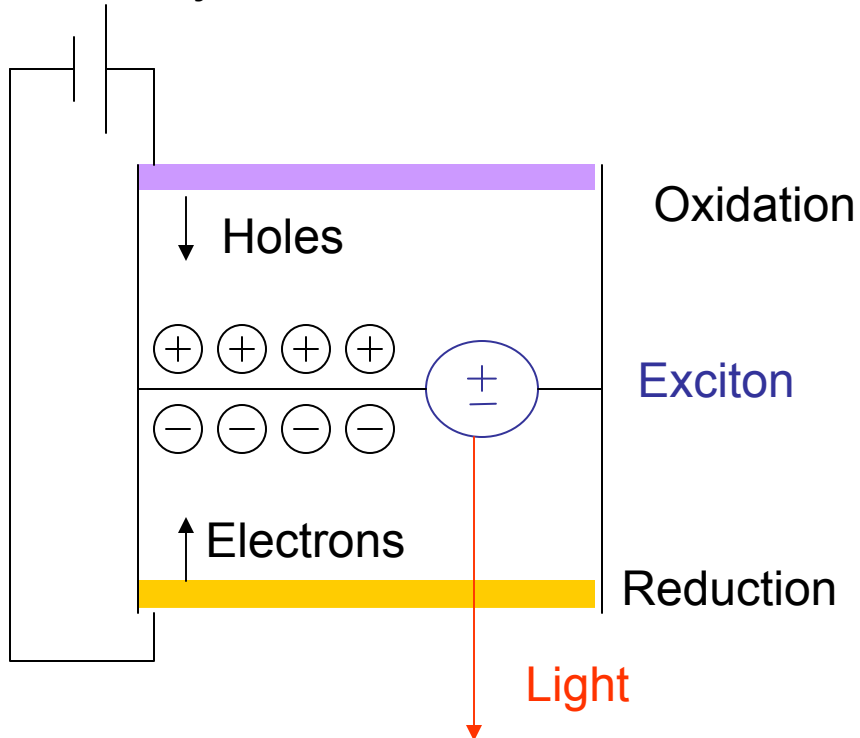 Oxidation
Holes
+ + + +
+
−
Exciton
− − − −
Electrons
Reduction
Light